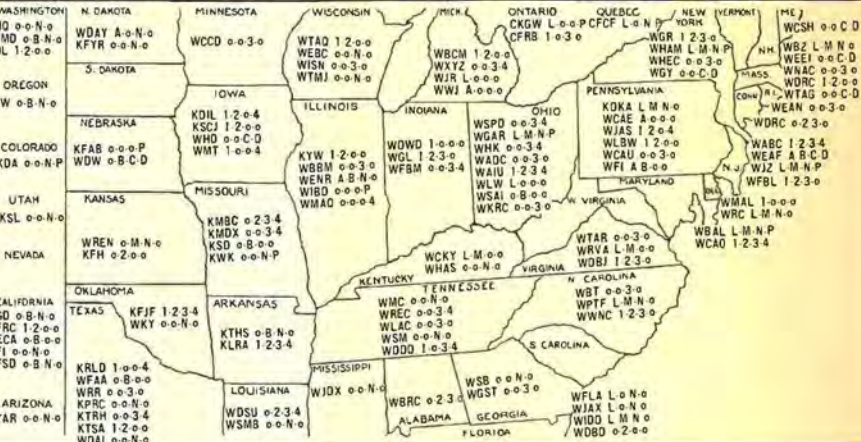 WASHINGTON
o-o-N-o
o-B-N-o
1-2-o-o
OREGON
o-B-N-o
COLORADO
o-o-N-P
UTAH
KSL o-o-N-o
NEVADA
o-B-N-o
1-2-o-o
o-B-o-o
o-o-N-o
o-B-N-o
ARIZONA
o-o-N-o
N. DAKOTA
WDAY A-o-N-o
KFYR o-o-N-o
S. DAKOTA
NEBRASKA
KFAB o-o-o-P
WDW o-B-C-D
KANSAS
WREN o-M-N-o
KFH o-2-o-o
OKLAHOMA
KFJF 1-2-3-4
WKY o-o-N-o
TEXAS
KRLD 1-o-o-4
WFAA o-B-o-o
WRR o-o-3-o
KPRC o-o-N-o
KTRH o-o-3-4
KTSA 1-2-o-o
WOAI o-o-N-o
MINNESOTA
WCCD o-o-3-o
IOWA
KOIL 1-2-o-4
KSCJ 1-2-o-o
WHO o-o-C-D
WMT 1-o-o-4
MISSOURI
KMBC o-2-3-4
KMOX o-o-3-4
KSD o-B-o-o
KWK o-o-N-P
ARKANSAS
KTHS o-B-N-o
KLRA 1-2-3-4
LOUISIANA
WDSU o-2-3-4
WSMB o-o-N-o
WISCONSIN
WTAQ 1-2-o-o
WEBC o-o-N-o
WISN o-o-3-o
WTMJ o-o-N-o
ILLINOIS
KYW 1-2-o-o
WBBM o-o-3-o
WENR A-B-N-o
WIBO o-o-o-P
WMAQ o-o-o-4
MICH.
WBCM 1-2-o-o
WXYZ o-o-3-4
WJR L-o-o-o
WWJ A-o-o-o
INDIANA
WOWO 1-o-o-o
WGL 1-2-3-o
WFBM o-o-3-4
OHIO
WSPD o-o-3-4
WGAR L-M-N-P
WHK o-o-3-4
WADC o-o-3-o
WAIU 1-2-3-4
WLW L-o-o-o
WSAI o-B-o-o
WKRC o-o-3-o
KENTUCKY
WCKY L-M-o-o
WHAS o-o-N-o
TENNESSEE
WMC o-o-N-o
WREC o-o-3-4
WLAC o-o-3-o
WSM o-o-N-o
WDOD 1-o-3-4
MISSISSIPPI
WJDX o-o-N-o
ALABAMA
WBRC o-2-3-o
GEORGIA
WSB o-o-N-o
WGST o-o-3-o
FLORIDA
WFLA L-o-N-o
WJAX L-o-N-o
WIOD L-M-N-o
WDBO o-2-o-o
S CAROLINA
N CAROLINA
WBT o-o-3-o
WPTF L-M-N-o
WWNC 1-2-3-o
VIRGINIA
WTAR o-o-3-o
WRVA L-M-o-o
WDBJ 1-2-3-o
W. VIRGINIA
MARYLAND
DEL
N.J.
PENNSYLVANIA
KDKA L-M-N-o
WCAE A-o-o-o
WJAS 1-2-o-4
WLBW 1-2-o-o
WCAU o-o-3-o
WFI A-B-o-o
ONTARIO
CKGW L-o-o-P
CFRB 1-o-3-o
QUEBEC
CFCF L-o-N-P
NEW YORK
WGR 1-2-3-o
WHAM L-M-N-P
WHEC o-o-3-o
WGY o-o-C-D
VERMONT
N.H.
ME
MASS.
CONN
R.I.
WCSH o-o-C-D
WBZ L-M-N-o
WEEI o-o-C-D
WNAC o-o-3-o
WORC 1-2-o-o
WTAG o-o-C-D
WEAN o-o-3-o
WDRC o-2-3-o
WABC 1-2-3-4
WEAF A-B-C-D
WJZ L-M-N-P
WFBL 1-2-3-o
WMAL 1-o-o-o
WRC L-M-N-o
WBAL L-M-N-P
WCAO 1-2-3-4